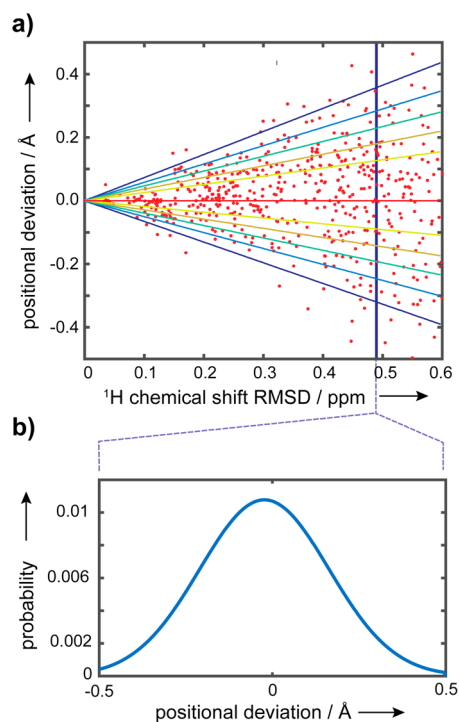 a)
0.4
0.2
0.0
-0.2
-0.4
positional deviation / Å
0 0.1 0.2 0.3 0.4 0.5 0.6
¹H chemical shift RMSD / ppm
b)
0.01
0.006
0.002
0
probability
-0.5 0 0.5
positional deviation / Å